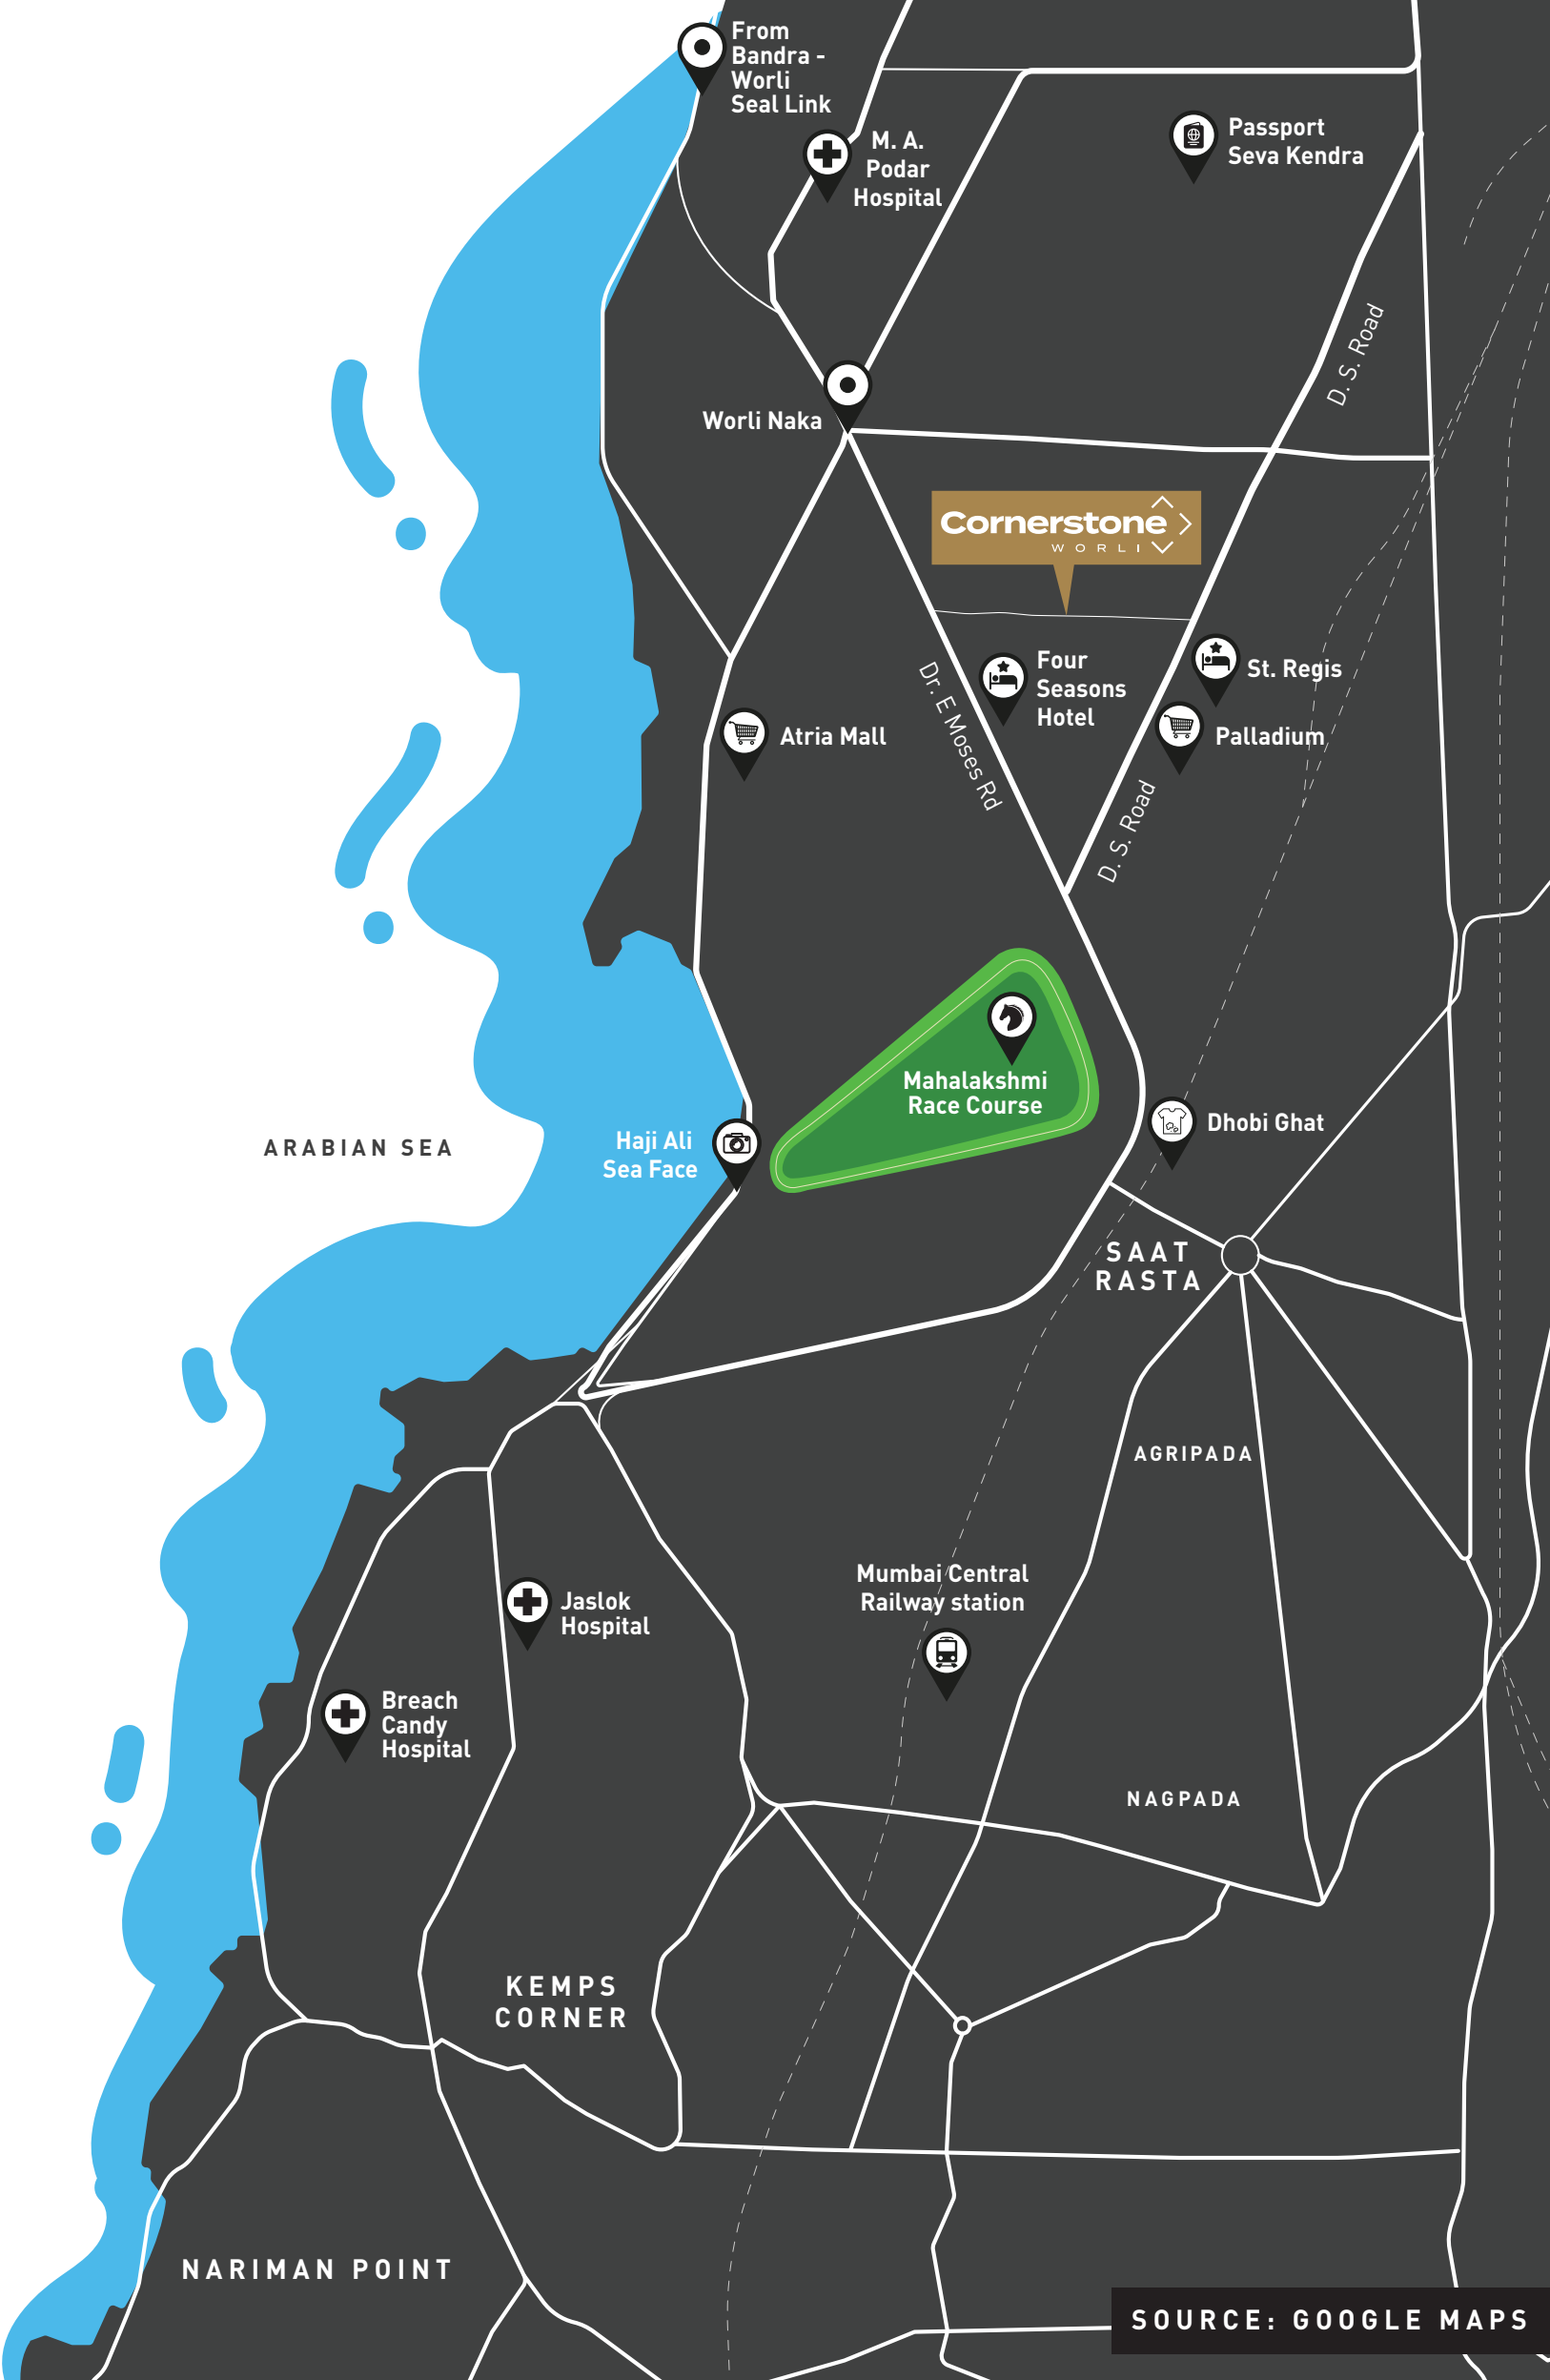 From
Bandra -
Worli
Seal Link
M. A.
Podar
Hospital
Passport
Seva Kendra
D. S. Road
Worli Naka
Cornerstone
WORLI
Four
Seasons
Hotel
St. Regis
Palladium
Atria Mall
Dr. E Moses Rd
D. S. Road
Mahalakshmi
Race Course
Dhobi Ghat
Haji Ali
Sea Face
ARABIAN SEA
SAAT
RASTA
AGRIPADA
Mumbai Central
Railway station
Jaslok
Hospital
Breach
Candy
Hospital
NAGPADA
KEMPS
CORNER
NARIMAN POINT
SOURCE: GOOGLE MAPS